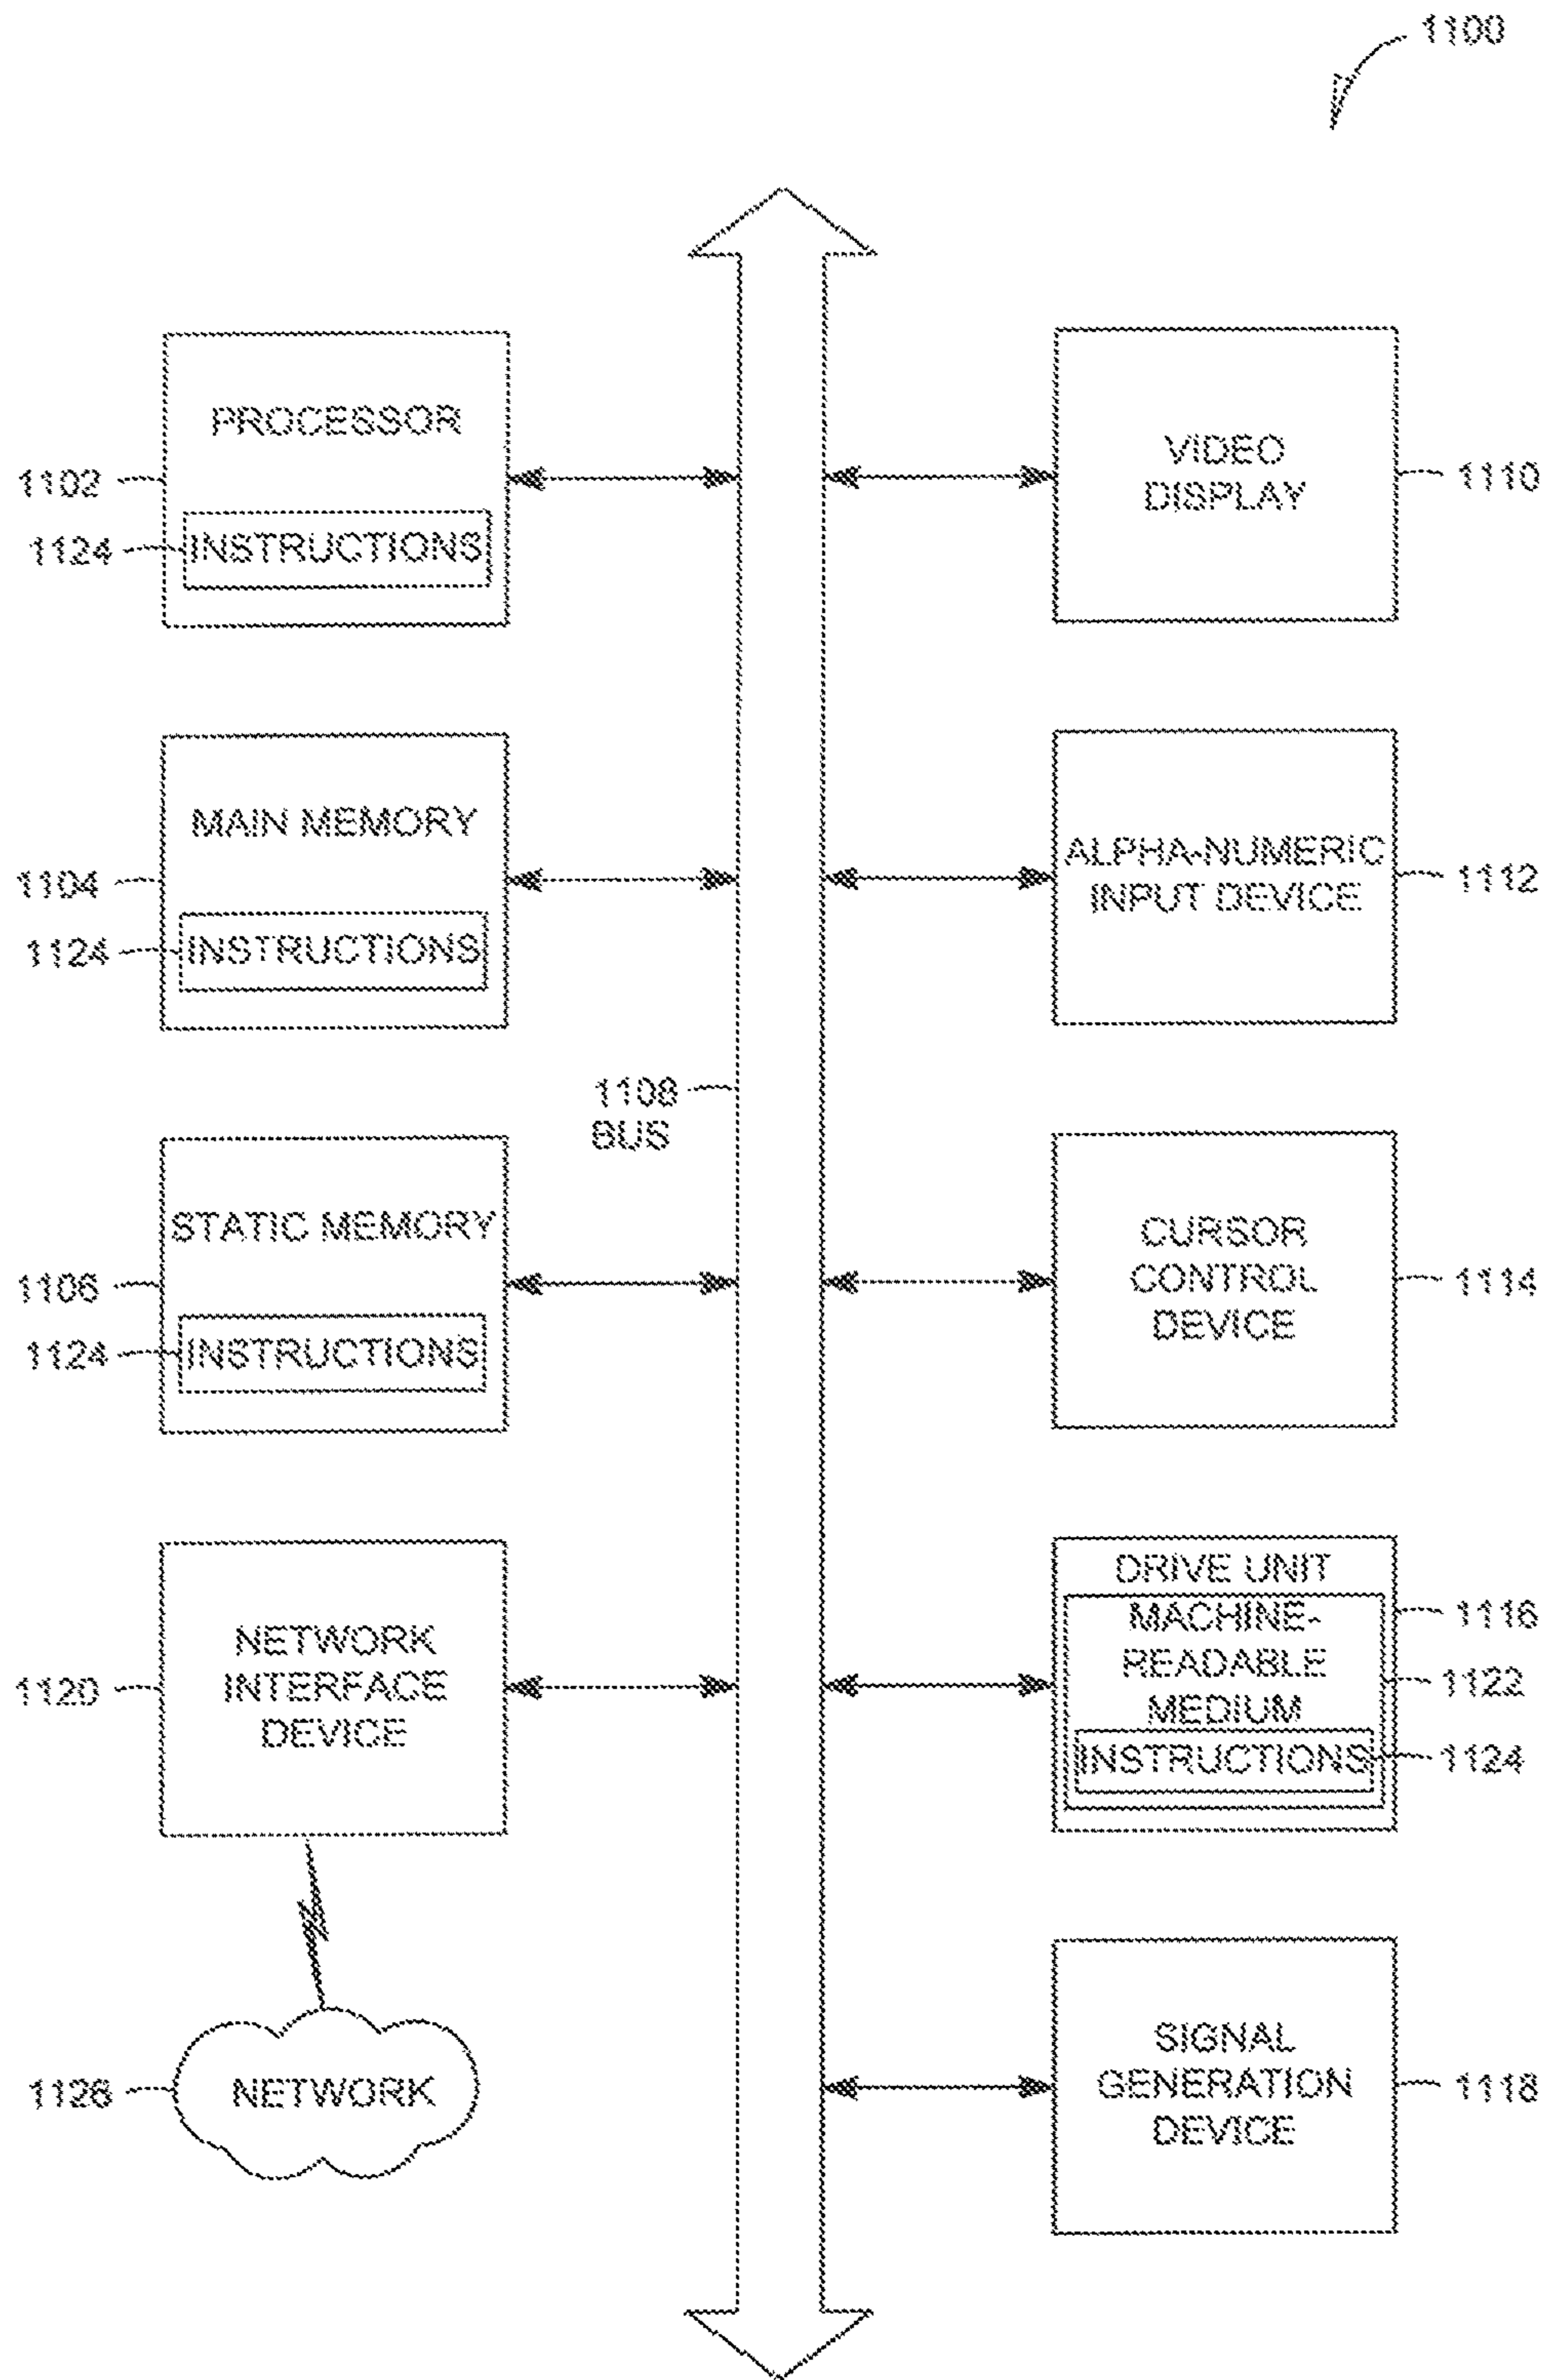 1100
PROCESSOR
1102
1124
INSTRUCTIONS
MAIN MEMORY
1104
1124
INSTRUCTIONS
1108
BUS
STATIC MEMORY
1106
1124
INSTRUCTIONS
NETWORK
INTERFACE
DEVICE
1120
1126
NETWORK
VIDEO
DISPLAY
1110
ALPHA-NUMERIC
INPUT DEVICE
1112
CURSOR
CONTROL
DEVICE
1114
DRIVE UNIT
MACHINE-
READABLE
MEDIUM
INSTRUCTIONS
1116
1122
1124
SIGNAL
GENERATION
DEVICE
1118